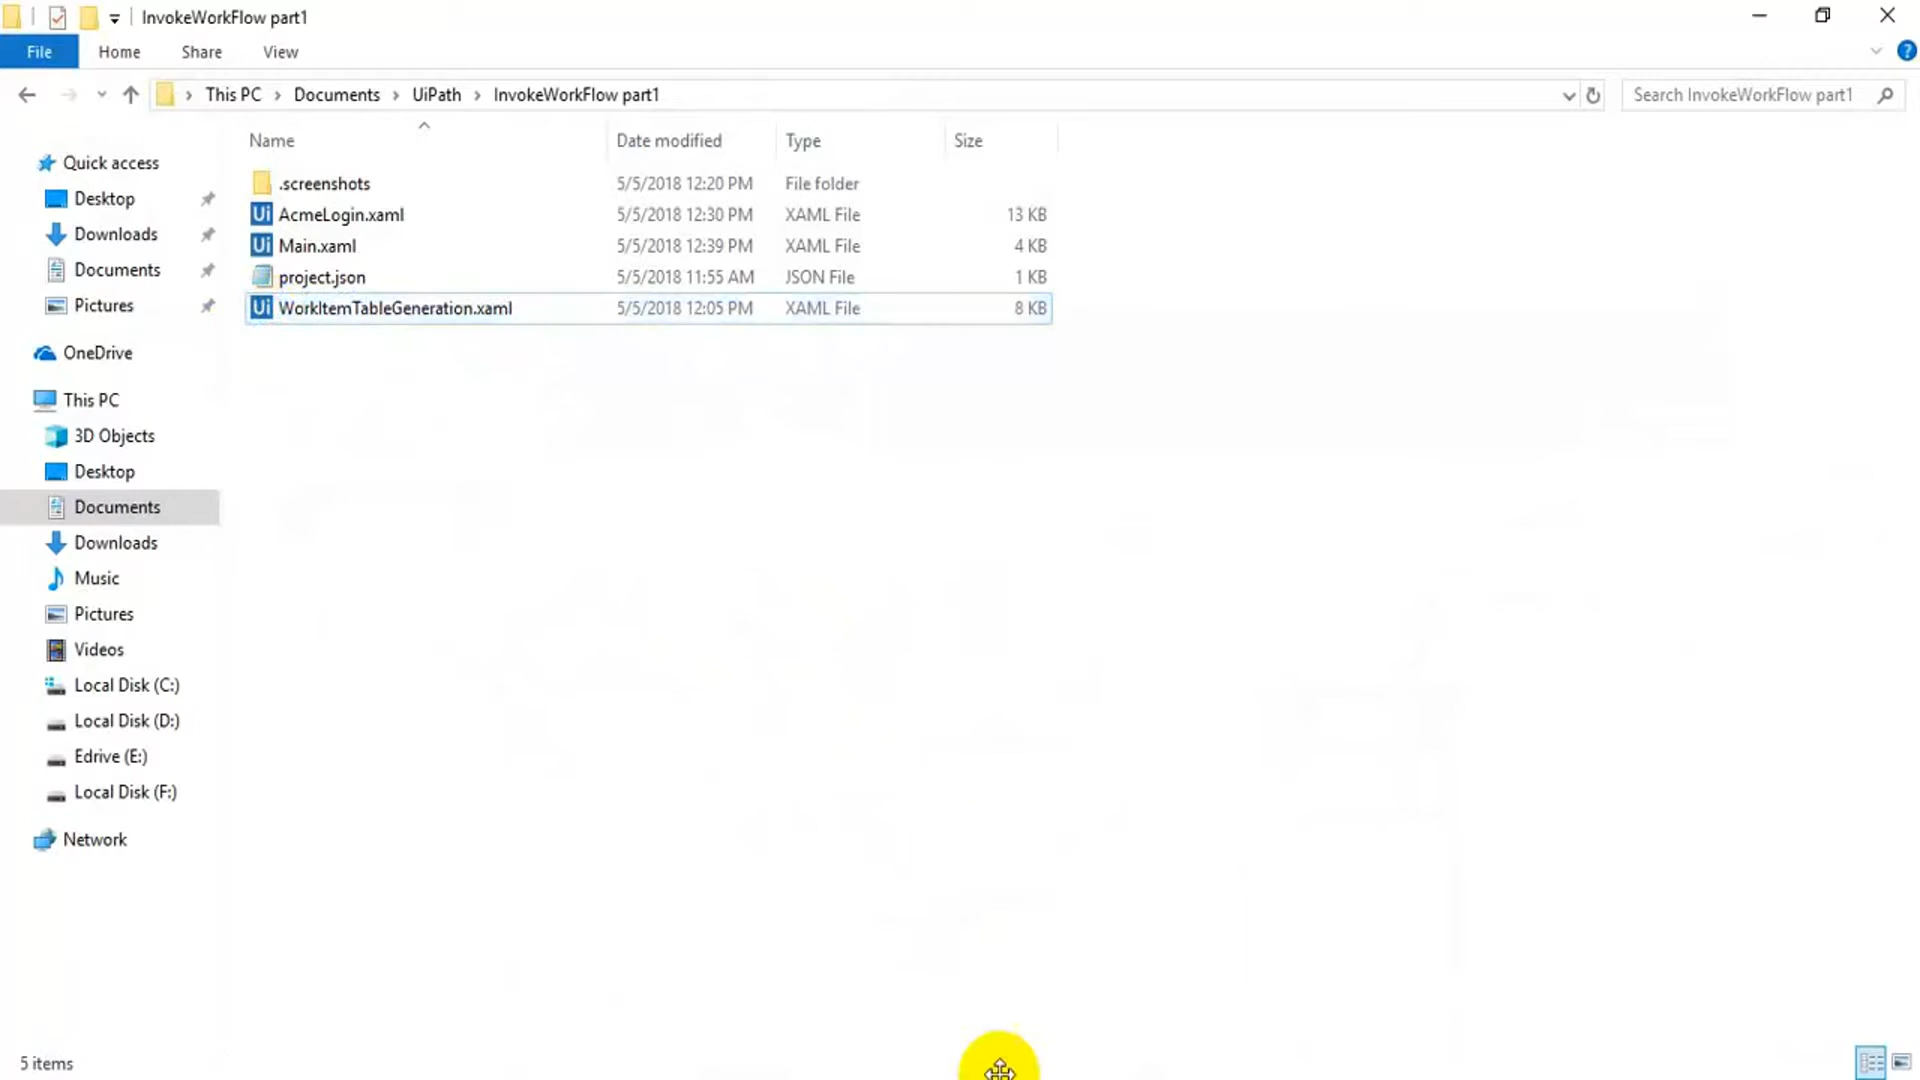 InvokeWorkFlow part1
File Home Share View
This PC Documents UiPath InvokeWorkFlow part1 Search InvokeWorkFlow part1
Name Date modified Type Size
Quick access
Desktop
Downloads
Documents
Pictures
OneDrive
This PC
3D Objects
Desktop
Documents
Downloads
Music
Pictures
Videos
Local Disk (C:)
Local Disk (D:)
Edrive (E:)
Local Disk (F:)
Network
.screenshots 5/5/2018 12:20 PM File folder
Ui AcmeLogin.xaml 5/5/2018 12:30 PM XAML File 13 KB
Ui Main.xaml 5/5/2018 12:39 PM XAML File 4 KB
project.json 5/5/2018 11:55 AM JSON File 1 KB
Ui WorkItemTableGeneration.xaml 5/5/2018 12:05 PM XAML File 8 KB
5 items